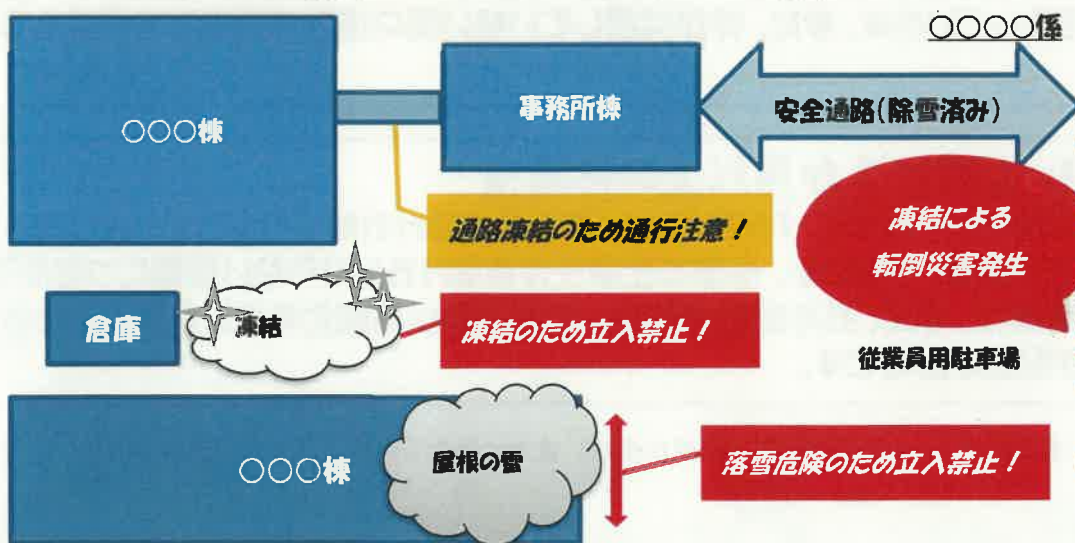 〇〇〇〇係
〇〇〇棟
事務所棟
安全通路(除雪済み)
通路凍結のため通行注意!
凍結による
転倒災害発生
倉庫
凍結
凍結のため立入禁止!
従業員用駐車場
〇〇〇棟
屋根の雪
落雪危険のため立入禁止!